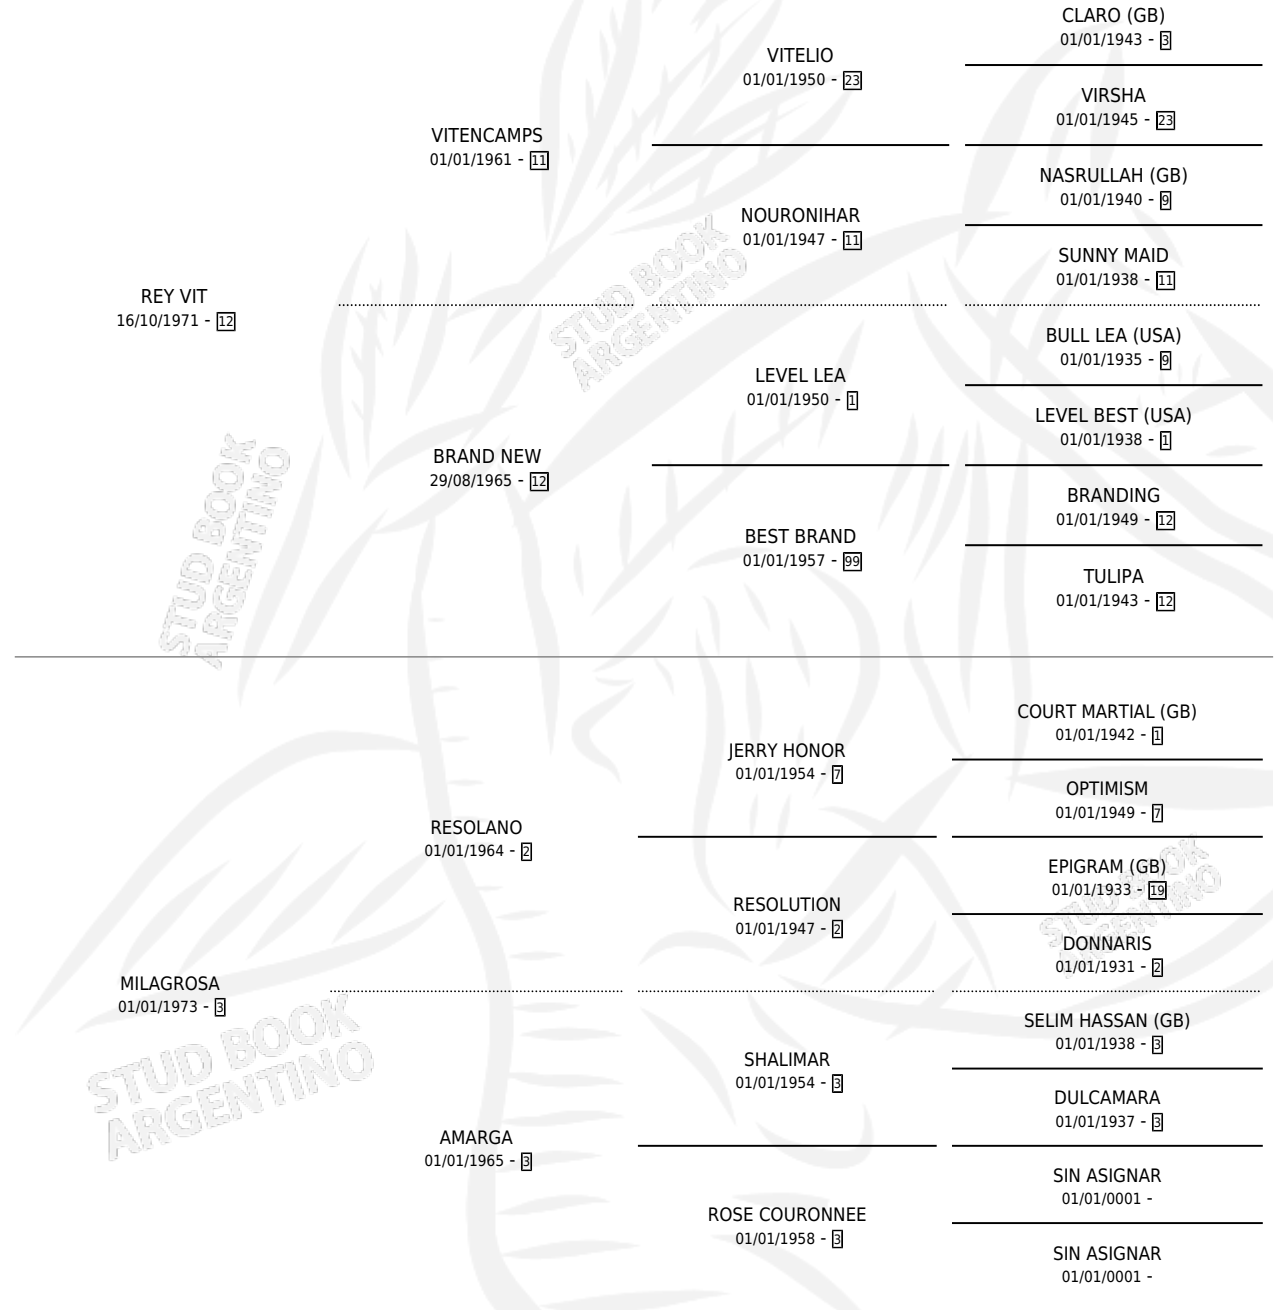 CLARO (GB)
01/01/1943 - 3
VITELIO
01/01/1950 - 23
VIRSHA
01/01/1945 - 23
VITENCAMPS
01/01/1961 - 11
NASRULLAH (GB)
01/01/1940 - 9
NOURONIHAR
01/01/1947 - 11
SUNNY MAID
01/01/1938 - 11
REY VIT
16/10/1971 - 12
BULL LEA (USA)
01/01/1935 - 9
LEVEL LEA
01/01/1950 - 1
LEVEL BEST (USA)
01/01/1938 - 1
BRAND NEW
29/08/1965 - 12
BRANDING
01/01/1949 - 12
BEST BRAND
01/01/1957 - 99
TULIPA
01/01/1943 - 12
COURT MARTIAL (GB)
01/01/1942 - 1
JERRY HONOR
01/01/1954 - 7
OPTIMISM
01/01/1949 - 7
RESOLANO
01/01/1964 - 2
EPIGRAM (GB)
01/01/1933 - 19
RESOLUTION
01/01/1947 - 2
DONNARIS
01/01/1931 - 2
MILAGROSA
01/01/1973 - 3
SELIM HASSAN (GB)
01/01/1938 - 3
SHALIMAR
01/01/1954 - 3
DULCAMARA
01/01/1937 - 3
AMARGA
01/01/1965 - 3
SIN ASIGNAR
01/01/0001 -
ROSE COURONNEE
01/01/1958 - 3
SIN ASIGNAR
01/01/0001 -
STUD BOOK
ARGENTINO
STUD BOOK
ARGENTINO
STUD BOOK
ARGENTINO
STUD BOOK
ARGENTINO